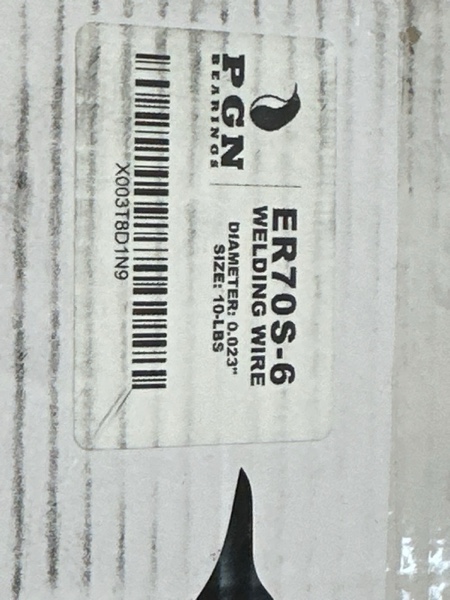 PGN
BEARINGS
ER70S-6
WELDING WIRE
DIAMETER: 0.023"
SIZE: 10-LBS
X003T8D1N9